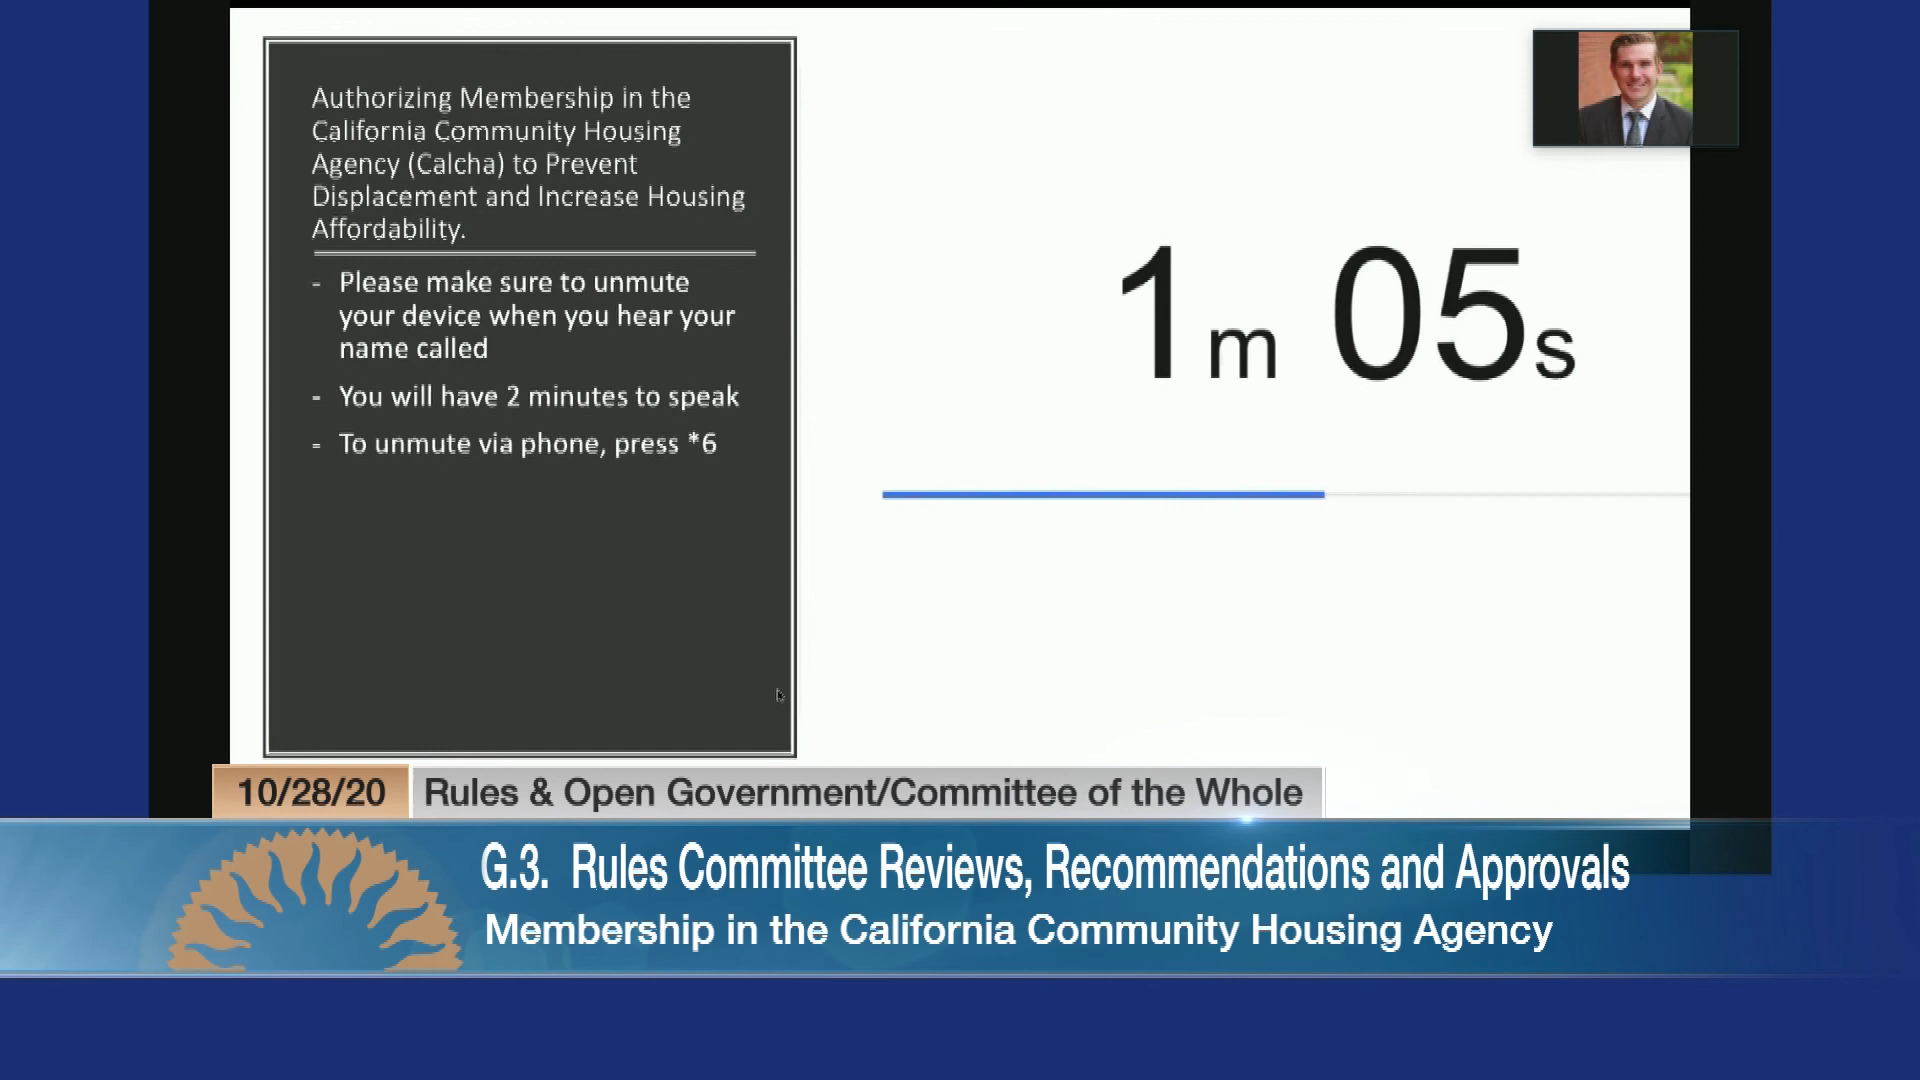 Authorizing Membership in the
California Community Housing
Agency (Calcha) to Prevent
Displacement and Increase Housing
Affordability.
- Please make sure to unmute
your device when you hear your
name called
- You will have 2 minutes to speak
- To unmute via phone, press *6
1m 05s
10/28/20 Rules & Open Government/Committee of the Whole
G.3. Rules Committee Reviews, Recommendations and Approvals
Membership in the California Community Housing Agency